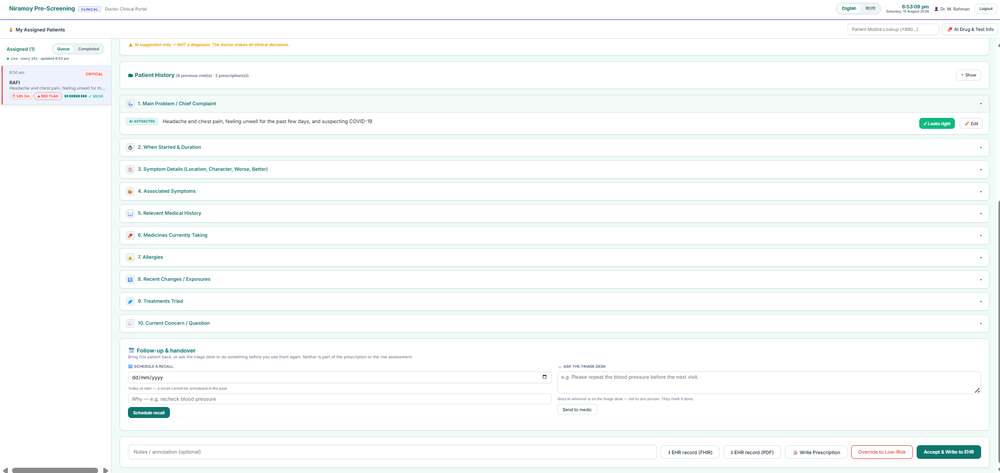 Niramoy Pre-Screening CLINICAL Doctor Clinical Portal
English বাংলা
6:53:09 pm
Saturday, 15 August 2026
Dr. M. Rahman
Logout
My Assigned Patients
Patient Mobile Lookup (+880...)
AI Drug & Test Info
Assigned (1)
Queue Completed
Live · every 15s · updated 6:53 pm
8:50 am
CRITICAL
RAFI
Headache and chest pain, feeling unwell for th...
10h 2m
RED FLAG
✓ 10/10
AI suggestion only — NOT a diagnosis. The doctor makes all clinical decisions.
Patient History (8 previous visit(s) · 2 prescription(s))
Show
1. Main Problem / Chief Complaint
AI-EXTRACTED Headache and chest pain, feeling unwell for the past few days, and suspecting COVID-19
✓ Looks right
Edit
2. When Started & Duration
3. Symptom Details (Location, Character, Worse, Better)
4. Associated Symptoms
5. Relevant Medical History
6. Medicines Currently Taking
7. Allergies
8. Recent Changes / Exposures
9. Treatments Tried
10. Current Concern / Question
Follow-up & handover
Bring this patient back, or ask the triage desk to do something before you see them again. Neither is part of the prescription or the risk assessment.
SCHEDULE A RECALL
dd/mm/yyyy
Today or later — a recall cannot be scheduled in the past.
Why — e.g. recheck blood pressure
Schedule recall
ASK THE TRIAGE DESK
e.g. Please repeat the blood pressure before the next visit.
Goes to whoever is on the triage desk — not to one person. They mark it done.
Send to medic
Notes / annotation (optional)
⬇ EHR record (FHIR)
⬇ EHR record (PDF)
Write Prescription
Override to Low-Risk
Accept & Write to EHR